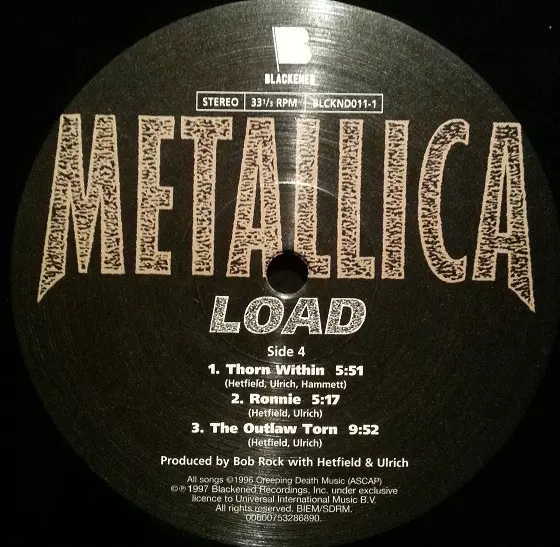 B
BLACKENED
STEREO 33 1/3 RPM BLCKND011-1
METALLICA
LOAD
Side 4
1. Thorn Within 5:51
(Hetfield, Ulrich, Hammett)
2. Ronnie 5:17
(Hetfield, Ulrich)
3. The Outlaw Torn 9:52
(Hetfield, Ulrich)
Produced by Bob Rock with Hetfield & Ulrich
All songs ©1996 Creeping Death Music (ASCAP)
©℗ 1997 Blackened Recordings, Inc. under exclusive
licence to Universal International Music B.V.
All rights reserved. BIEM/SDRM.
00600753286890.